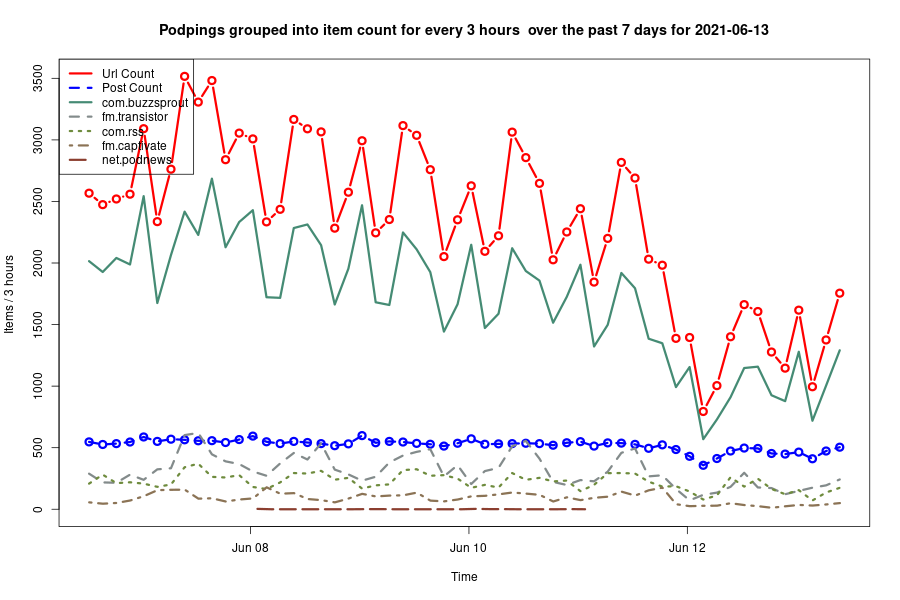 Podpings grouped into item count for every 3 hours  over the past 7 days for 2021-06-13
Url Count
Post Count
com.buzzsprout
fm.transistor
com.rss
fm.captivate
net.podnews
3500
3000
2500
2000
1500
1000
500
0
Items / 3 hours
Jun 08
Jun 10
Jun 12
Time